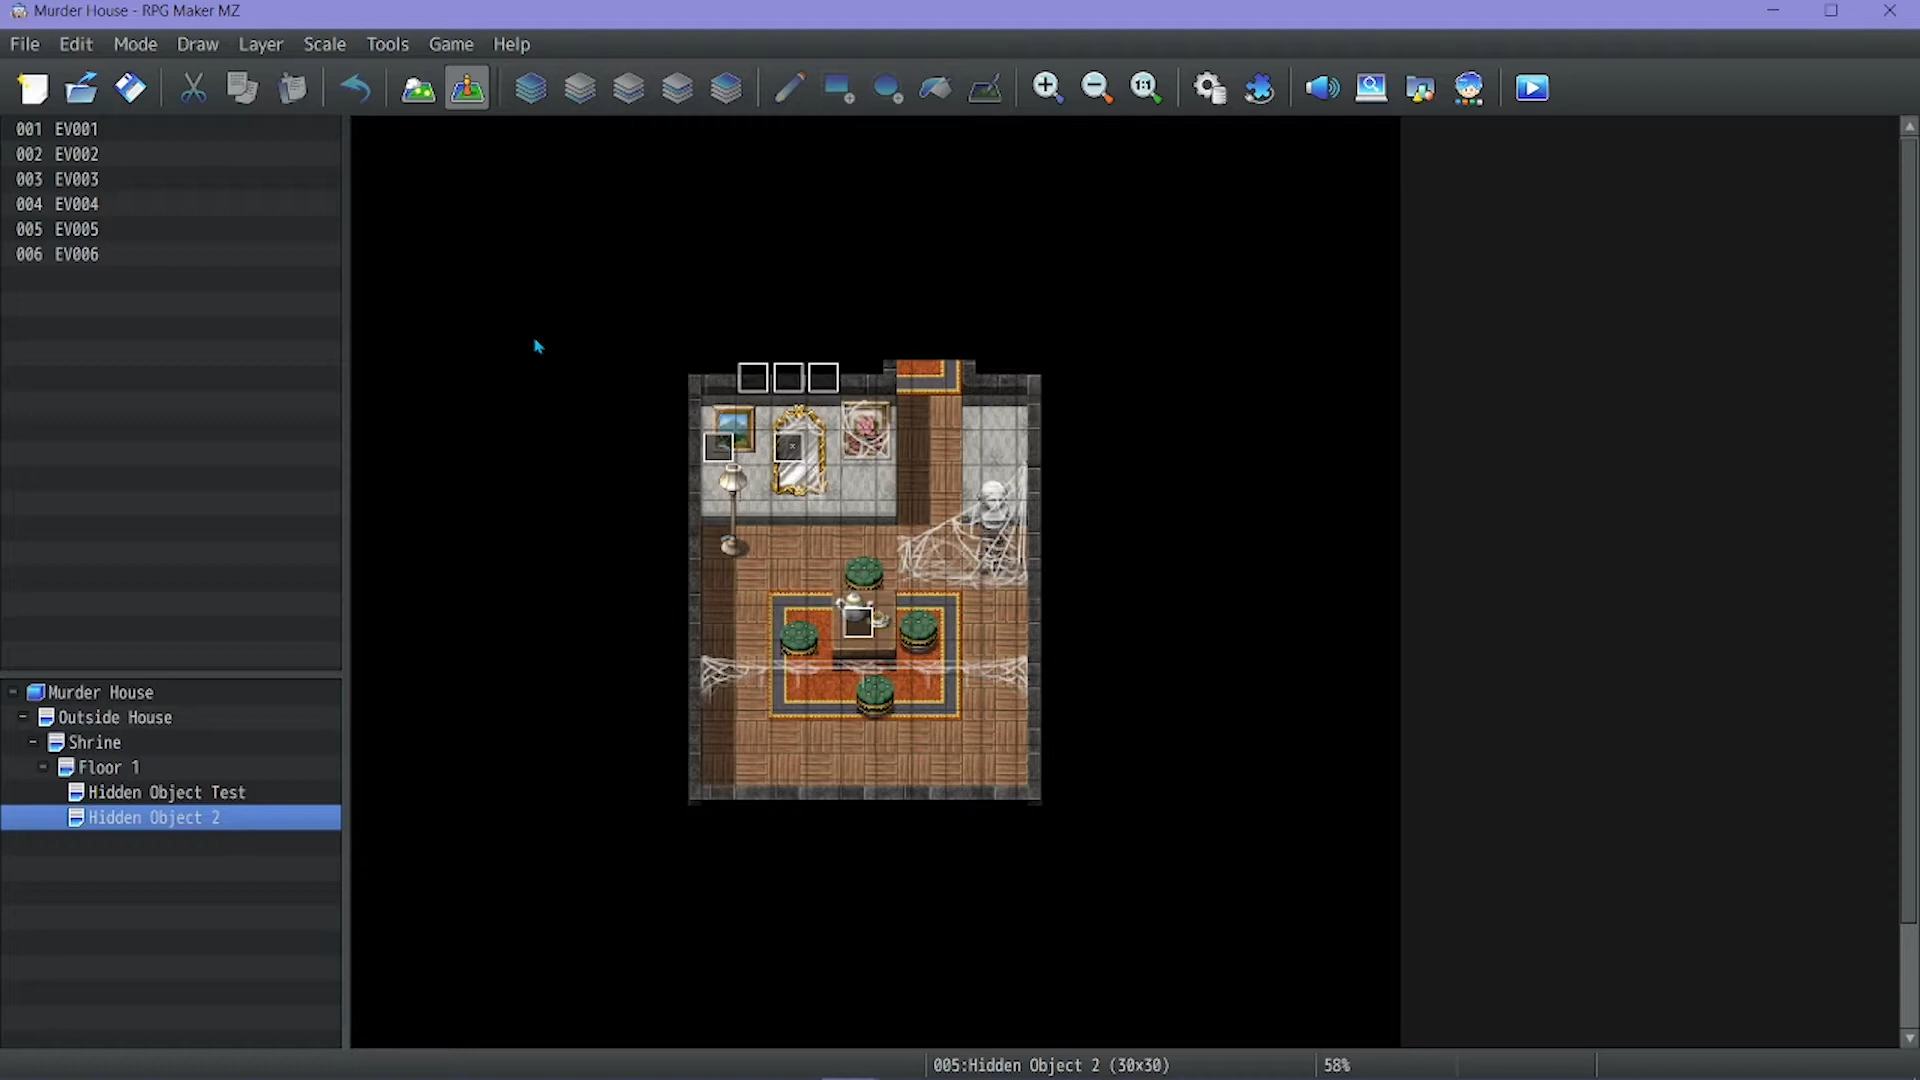 Murder House - RPG Maker MZ
File Edit Mode Draw Layer Scale Tools Game Help
1:1
001 EV001
002 EV002
003 EV003
004 EV004
005 EV005
006 EV006
Murder House
Outside House
Shrine
Floor 1
Hidden Object Test
Hidden Object 2
005:Hidden Object 2 (30x30) 58%